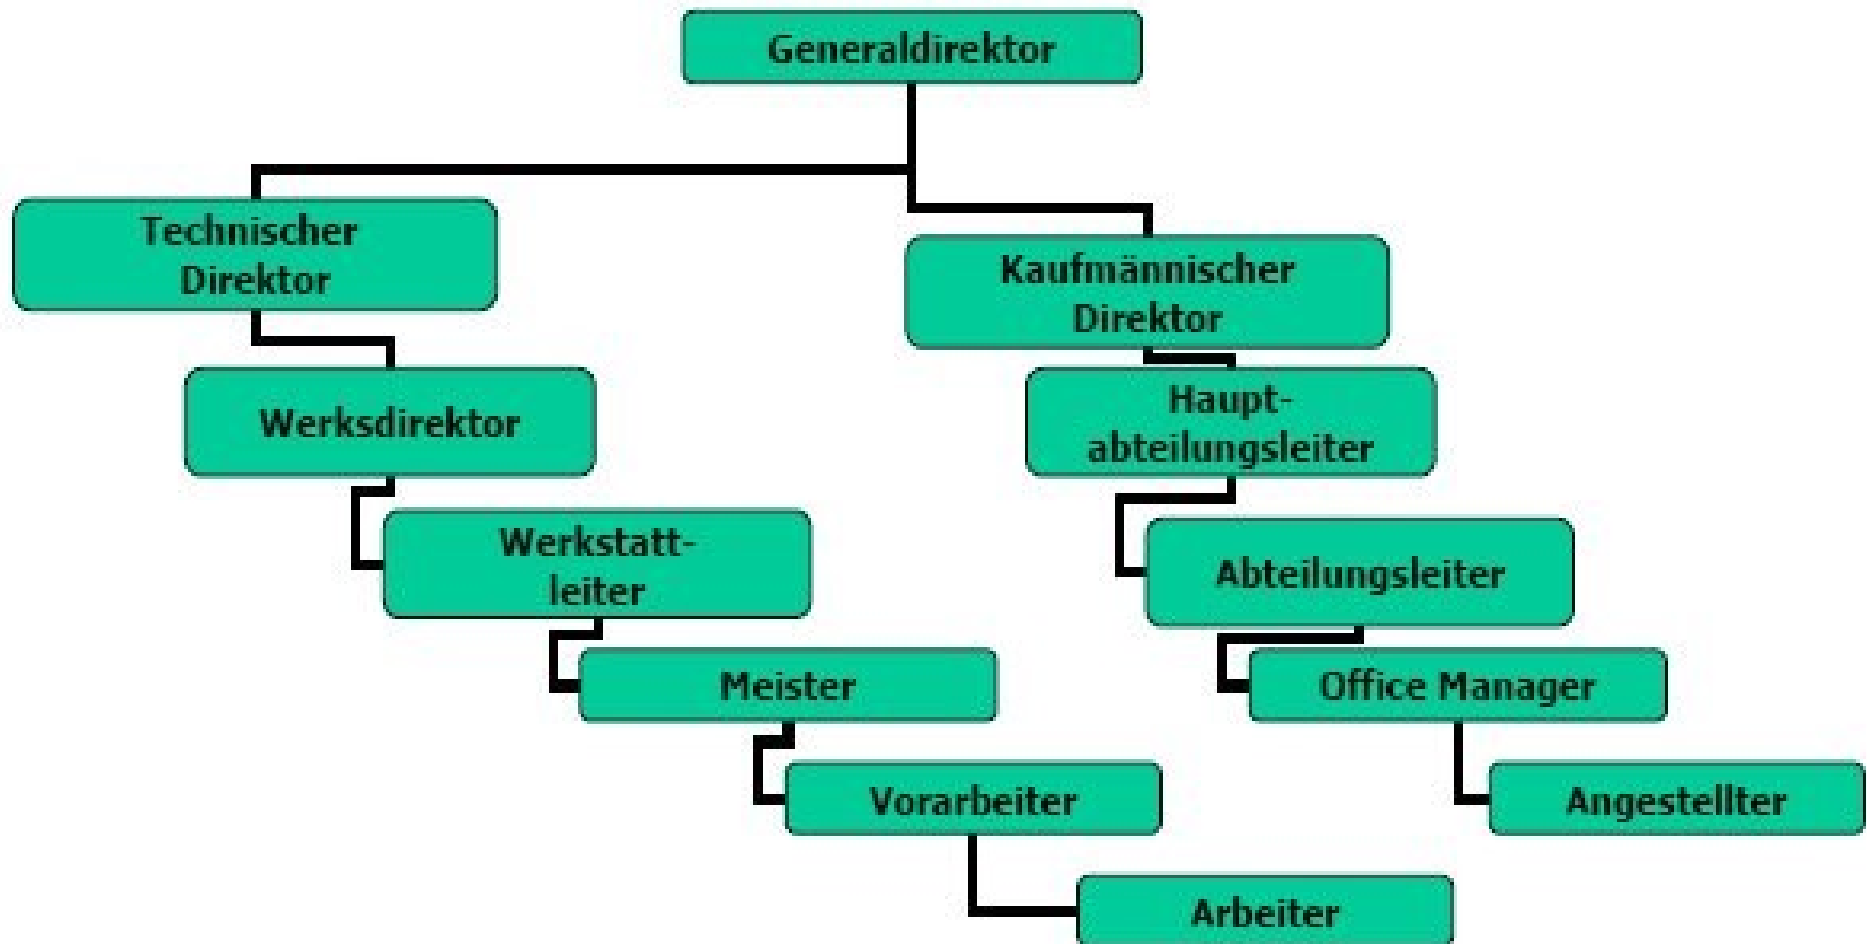 Generaldirektor
Technischer
Direktor
Kaufmännischer
Direktor
Werksdirektor
Haupt-
abteilungsleiter
Werkstatt-
leiter
Abteilungsleiter
Meister
Office Manager
Vorarbeiter
Angestellter
Arbeiter